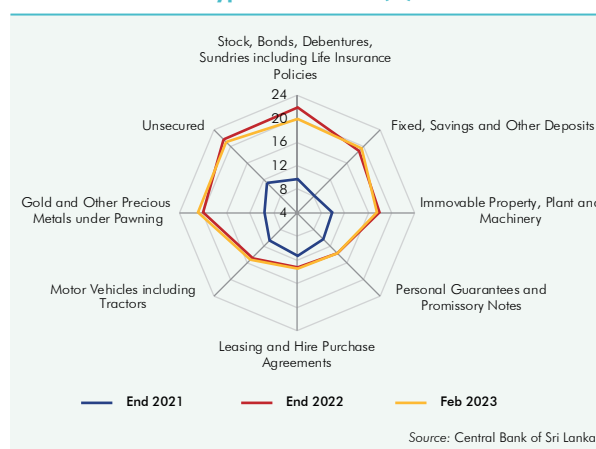 Stock, Bonds, Debentures,
Sundries including Life Insurance
Policies
24
20
16
12
8
4
Unsecured
Fixed, Savings and Other Deposits
Gold and Other Precious
Metals under Pawning
Immovable Property, Plant and
Machinery
Motor Vehicles including
Tractors
Personal Guarantees and
Promissory Notes
Leasing and Hire Purchase
Agreements
End 2021
End 2022
Feb 2023
Source: Central Bank of Sri Lanka